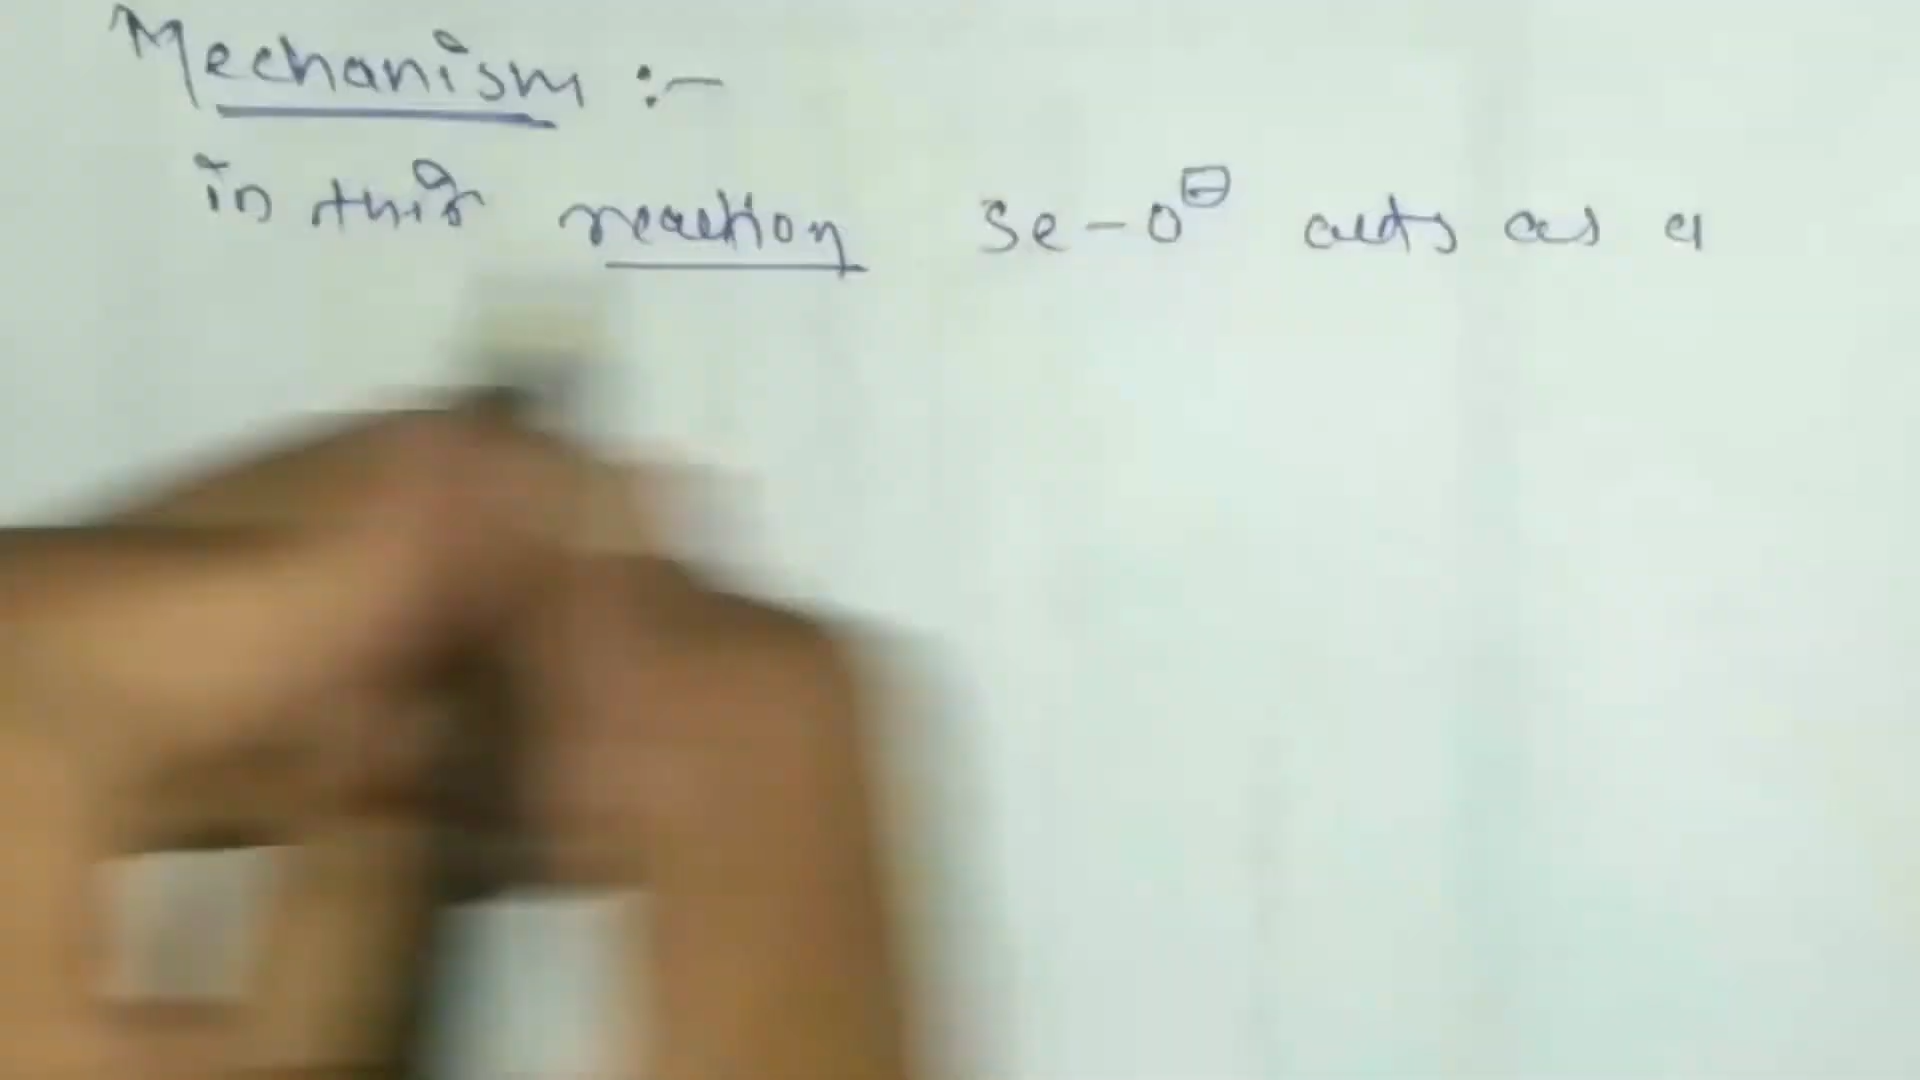 Mechanism :-
in this reaction Se-O⊖ acts as a